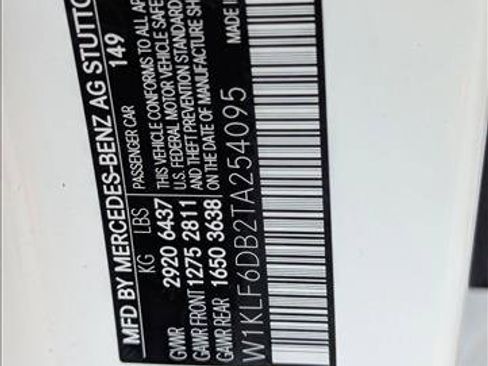 MFD BY MERCEDES-BENZ AG STUTTG
149
KG LBS
GVWR 2920 6437
GAWR FRONT 1275 2811
GAWR REAR 1650 3638
PASSENGER CAR
THIS VEHICLE CONFORMS TO ALL AP
U.S. FEDERAL MOTOR VEHICLE SAFE
AND THEFT PREVENTION STANDARD
ON THE DATE OF MANUFACTURE SH
MADE I
W1KLF6DB2TA254095